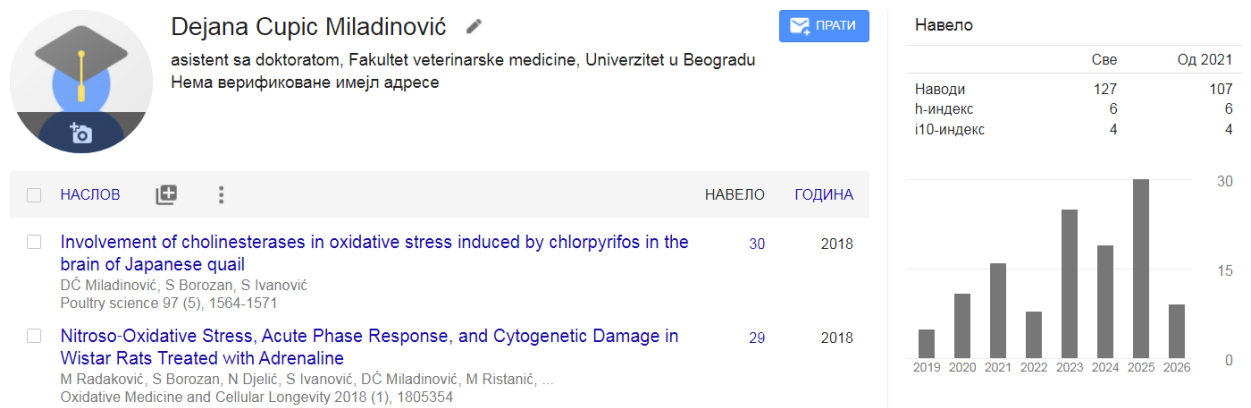 Dejana Cupic Miladinović
asistent sa doktoratom, Fakultet veterinarske medicine, Univerzitet u Beogradu
Нема верификоване имејл адресе
ПРАТИ
НАСЛОВ НАВЕЛО ГОДИНА
Involvement of cholinesterases in oxidative stress induced by chlorpyrifos in the 30 2018
brain of Japanese quail
DĆ Miladinović, S Borozan, S Ivanović
Poultry science 97 (5), 1564-1571
Nitroso-Oxidative Stress, Acute Phase Response, and Cytogenetic Damage in 29 2018
Wistar Rats Treated with Adrenaline
M Radaković, S Borozan, N Djelić, S Ivanović, DĆ Miladinović, M Ristanić, ...
Oxidative Medicine and Cellular Longevity 2018 (1), 1805354
Навело
Све Од 2021
Наводи 127 107
h-индекс 6 6
i10-индекс 4 4
30
15
0
2019 2020 2021 2022 2023 2024 2025 2026